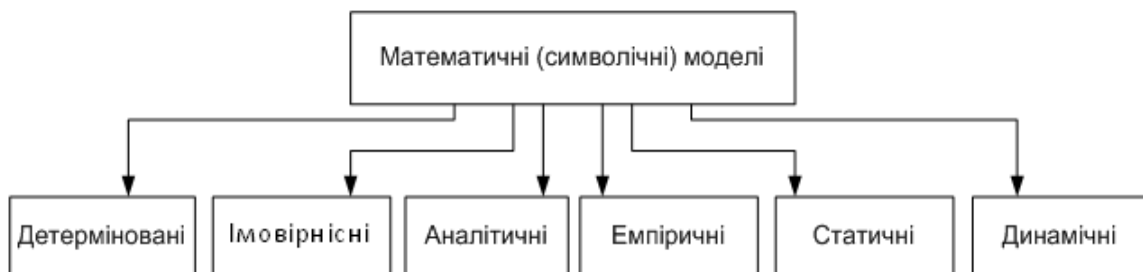 Математичні (символічні) моделі
Детерміновані
Імовірнісні
Аналітичні
Емпіричні
Статичні
Динамічні